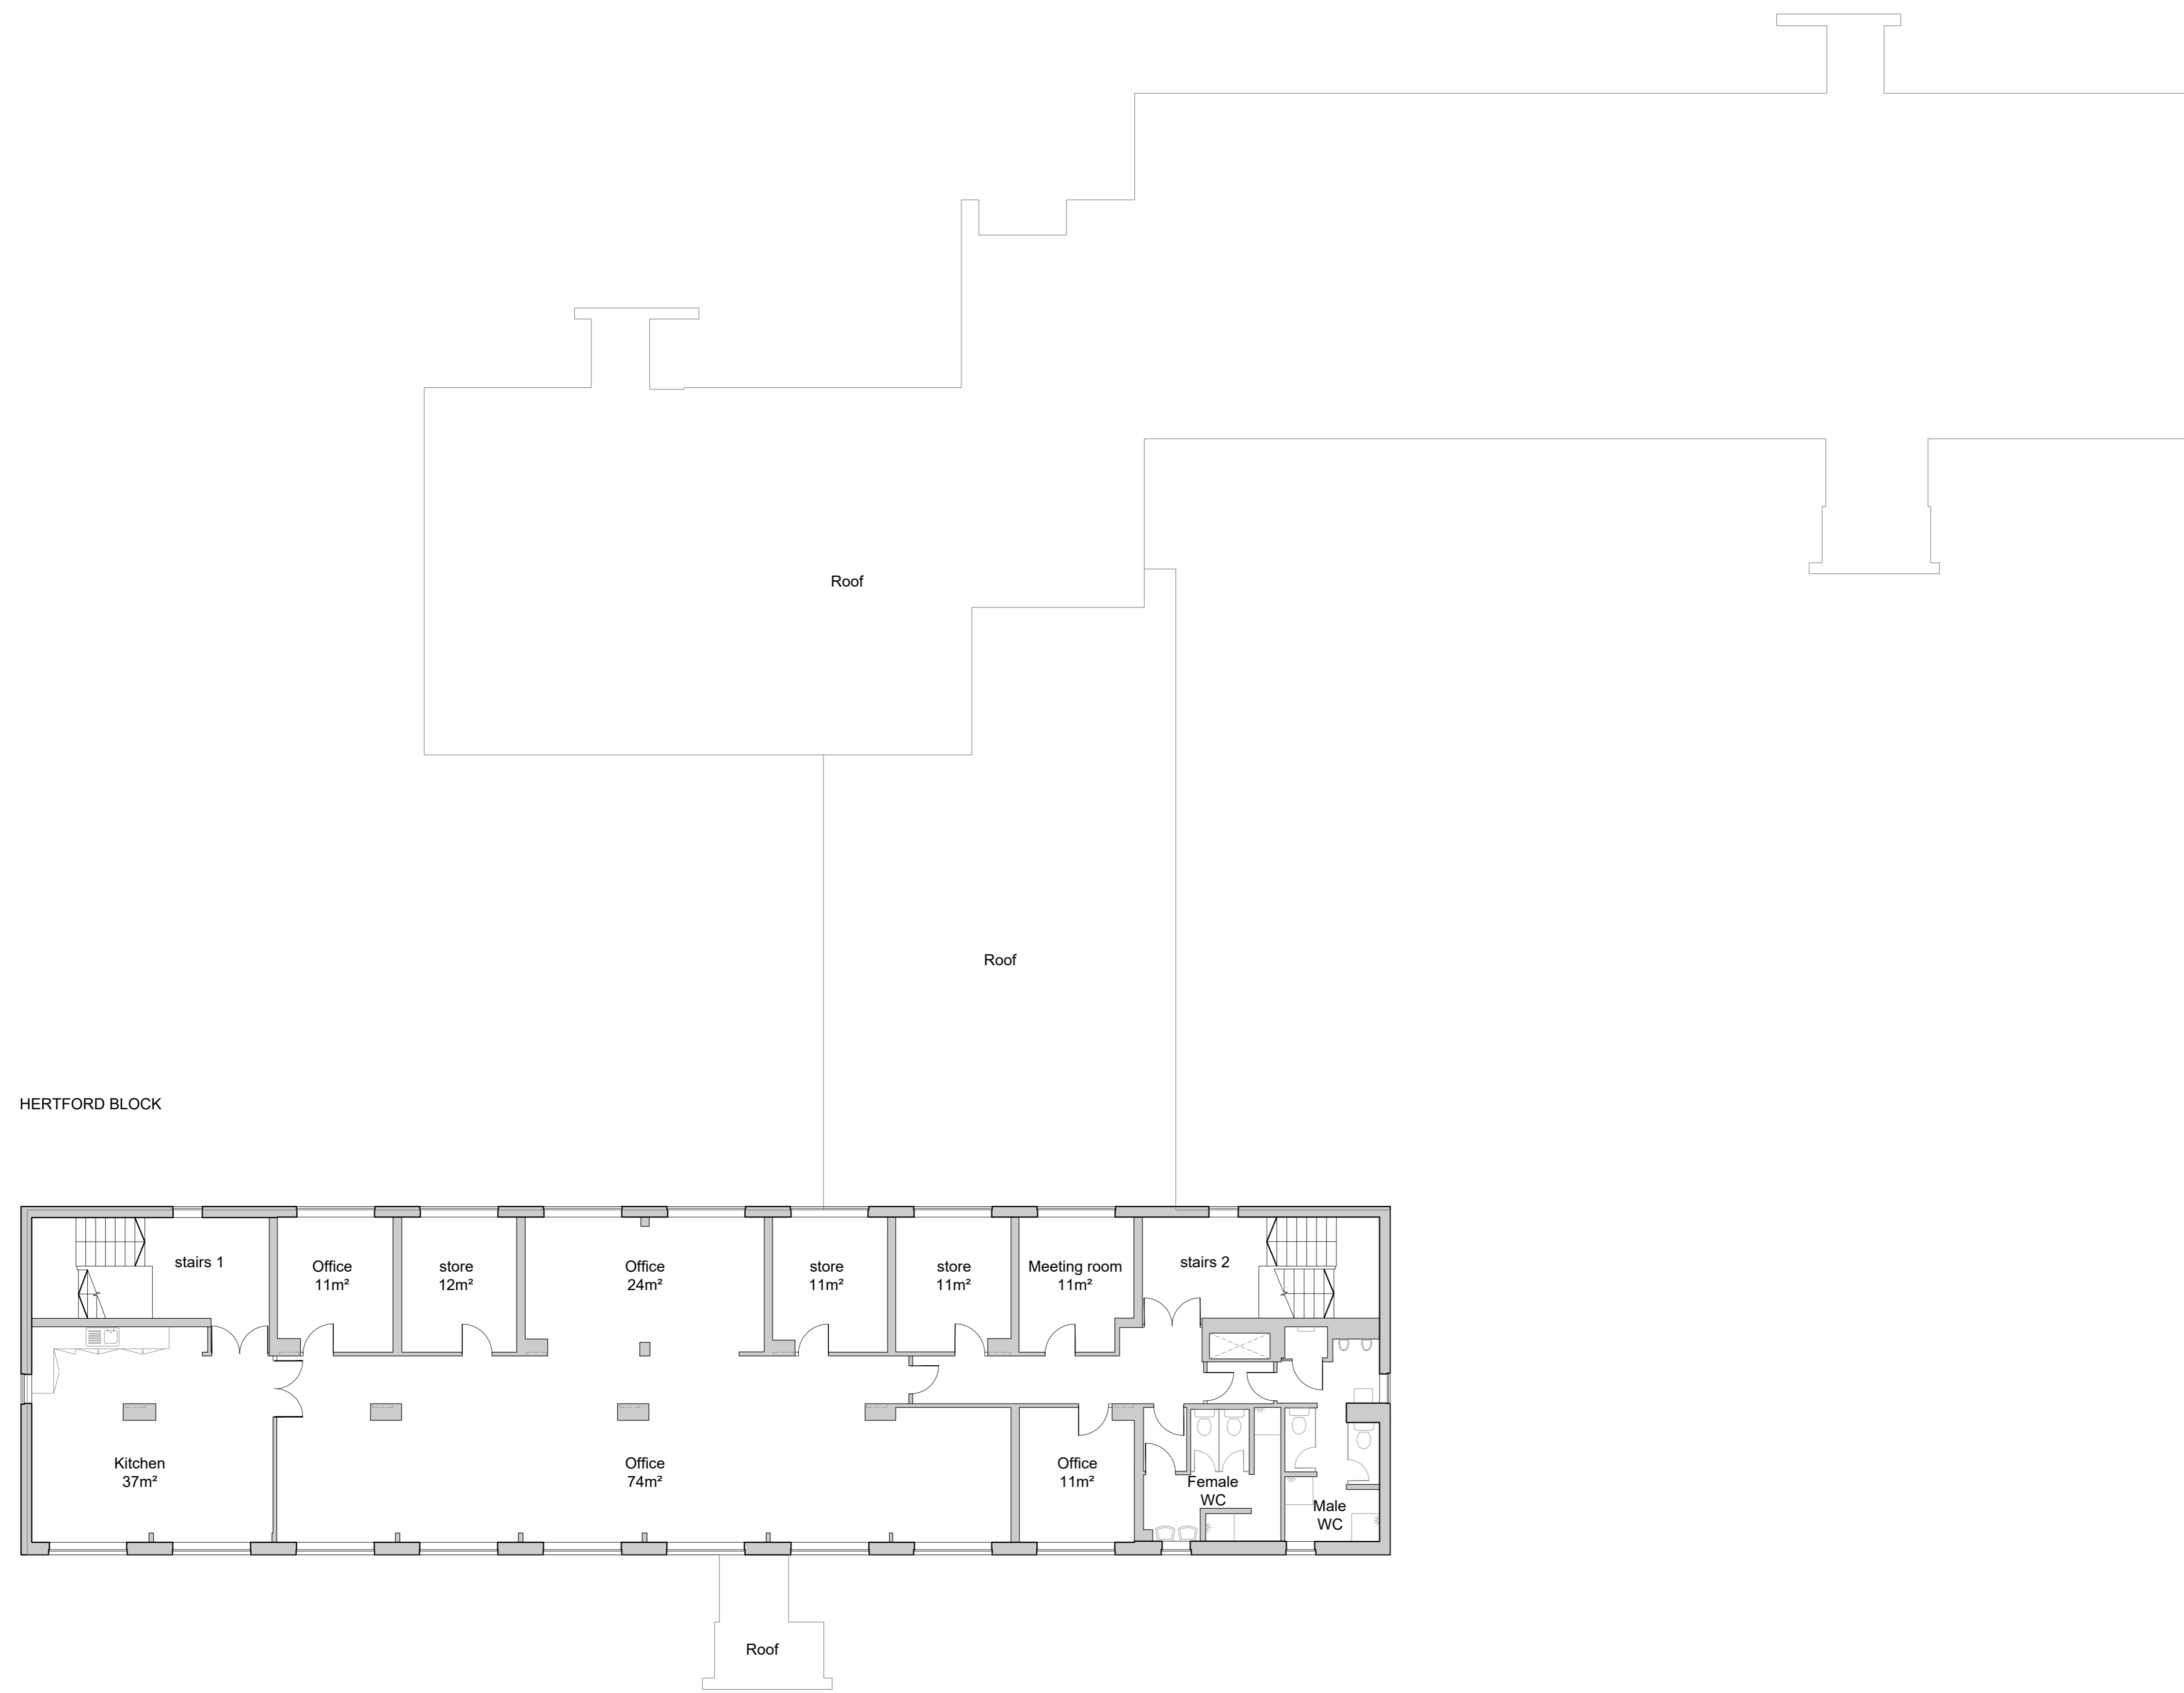 Roof
Roof
HERTFORD BLOCK
stairs 1
Office
11m²
store
12m²
Office
24m²
store
11m²
store
11m²
Meeting room
11m²
stairs 2
Kitchen
37m²
Office
74m²
Office
11m²
Female
WC
Male
WC
Roof